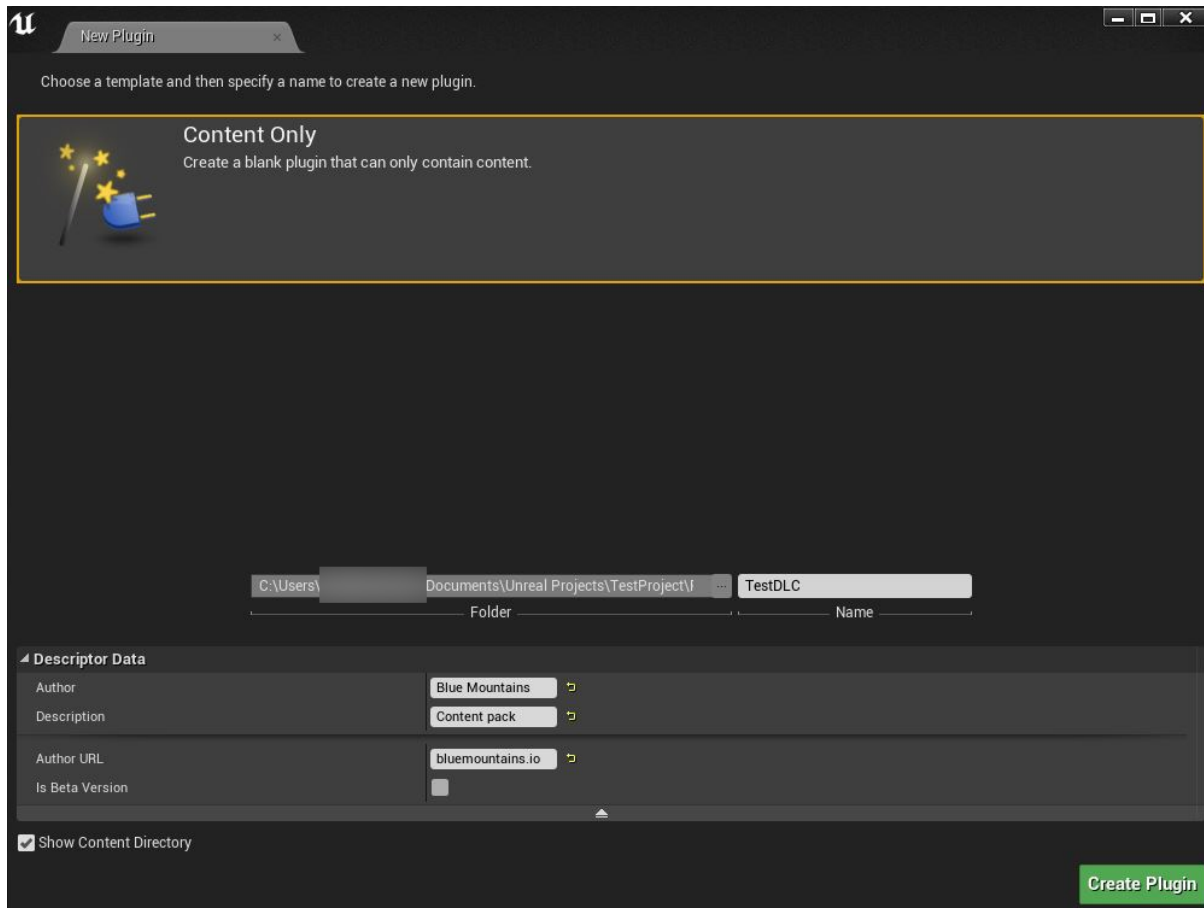 New Plugin
Choose a template and then specify a name to create a new plugin.
Content Only
Create a blank plugin that can only contain content.
C:\Users\ Documents\Unreal Projects\TestProject\ ... TestDLC
Folder Name
Descriptor Data
Author Blue Mountains
Description Content pack
Author URL bluemountains.io
Is Beta Version
Show Content Directory
Create Plugin